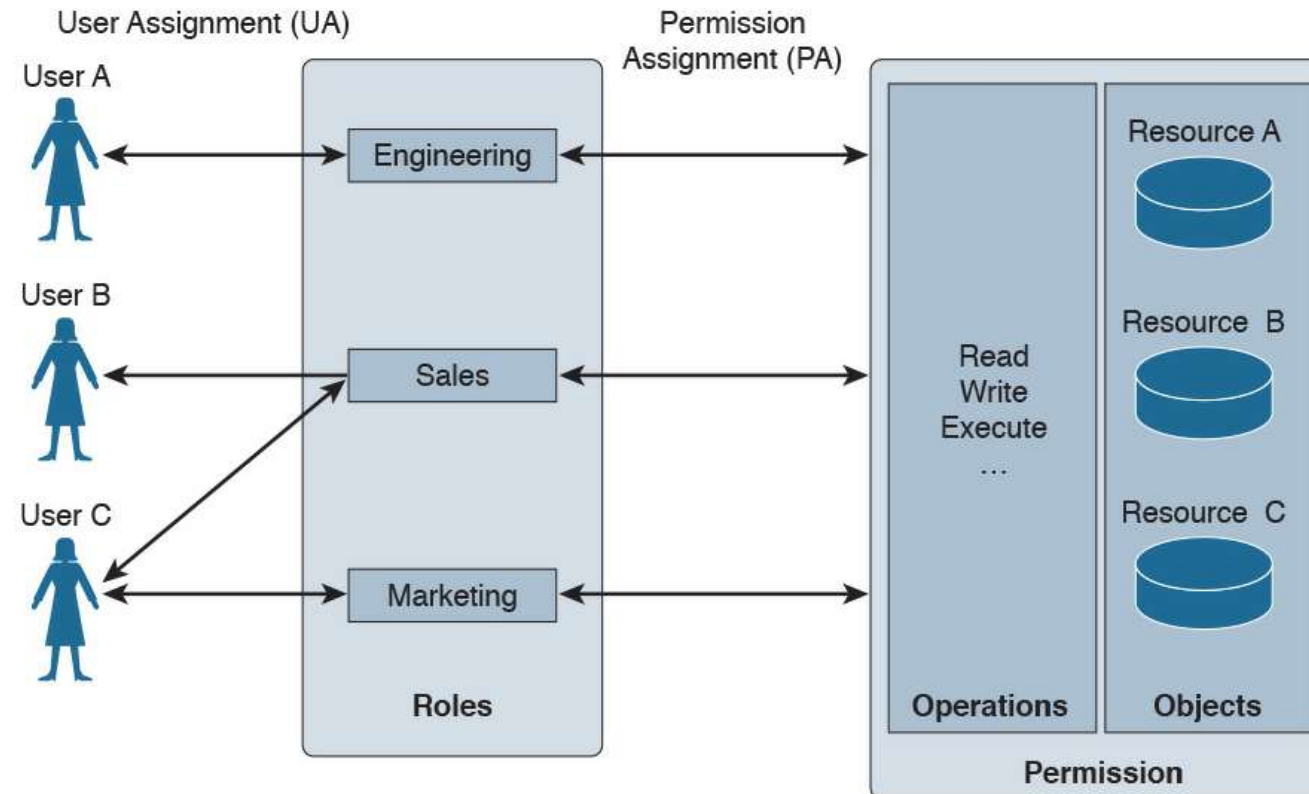 User Assignment (UA)
Permission
Assignment (PA)
User A
Engineering
Resource A
User B
Sales
Read
Write
Execute
...
Resource B
User C
Marketing
Resource C
Roles
Operations
Objects
Permission